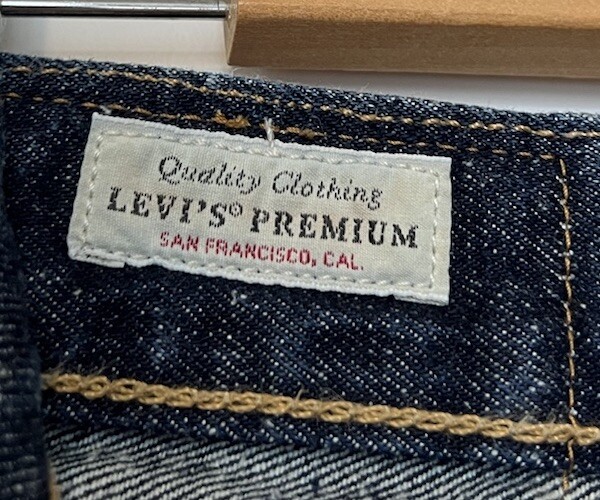 Quality Clothing
LEVI'S® PREMIUM
SAN FRANCISCO, CAL.